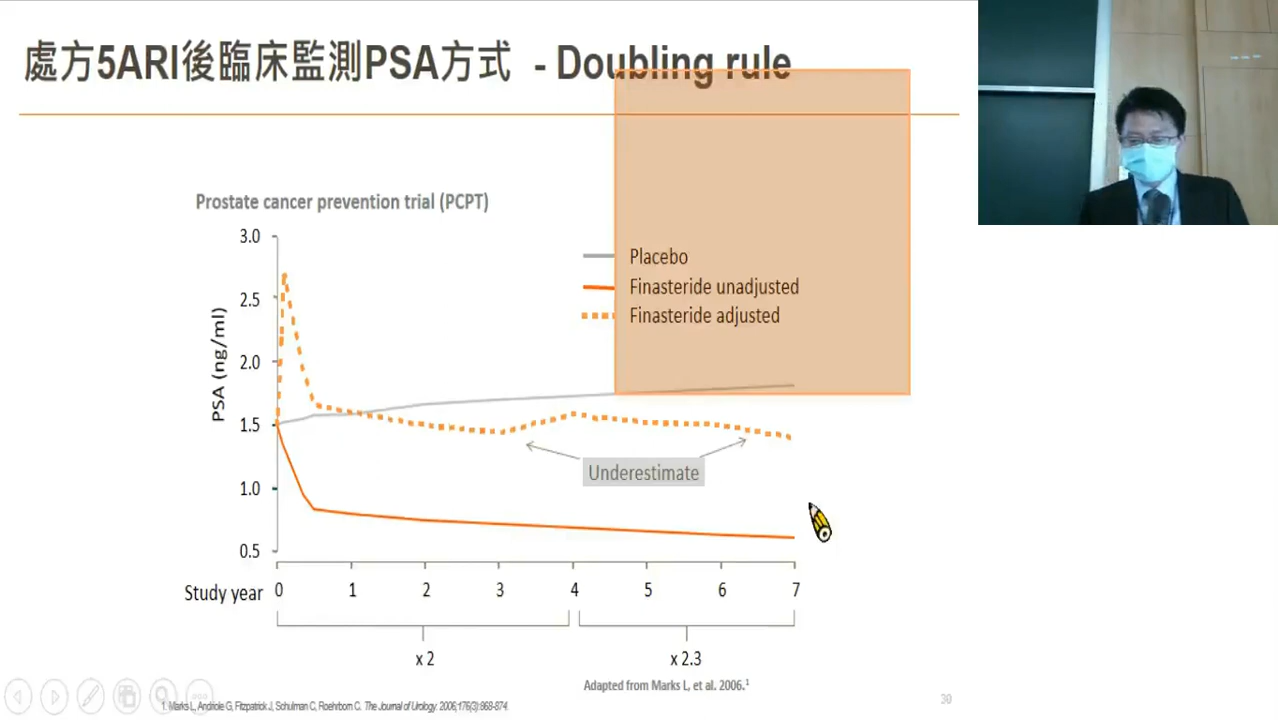 處方5ARI後臨床監測PSA方式 - Doubling rule
Prostate cancer prevention trial (PCPT)
Placebo
Finasteride unadjusted
Finasteride adjusted
PSA (ng/ml)
3.0
2.5
2.0
1.5
1.0
0.5
Underestimate
Study year 0 1 2 3 4 5 6 7
x 2 x 2.3
Adapted from Marks L, et al. 2006.¹
1. Marks L, Andriole G, Fitzpatrick J, Schulman C, Roehrborn C. The Journal of Urology. 2006;176(3):868-874.
30